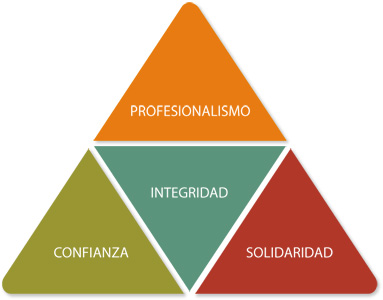 PROFESIONALISMO
INTEGRIDAD
CONFIANZA
SOLIDARIDAD